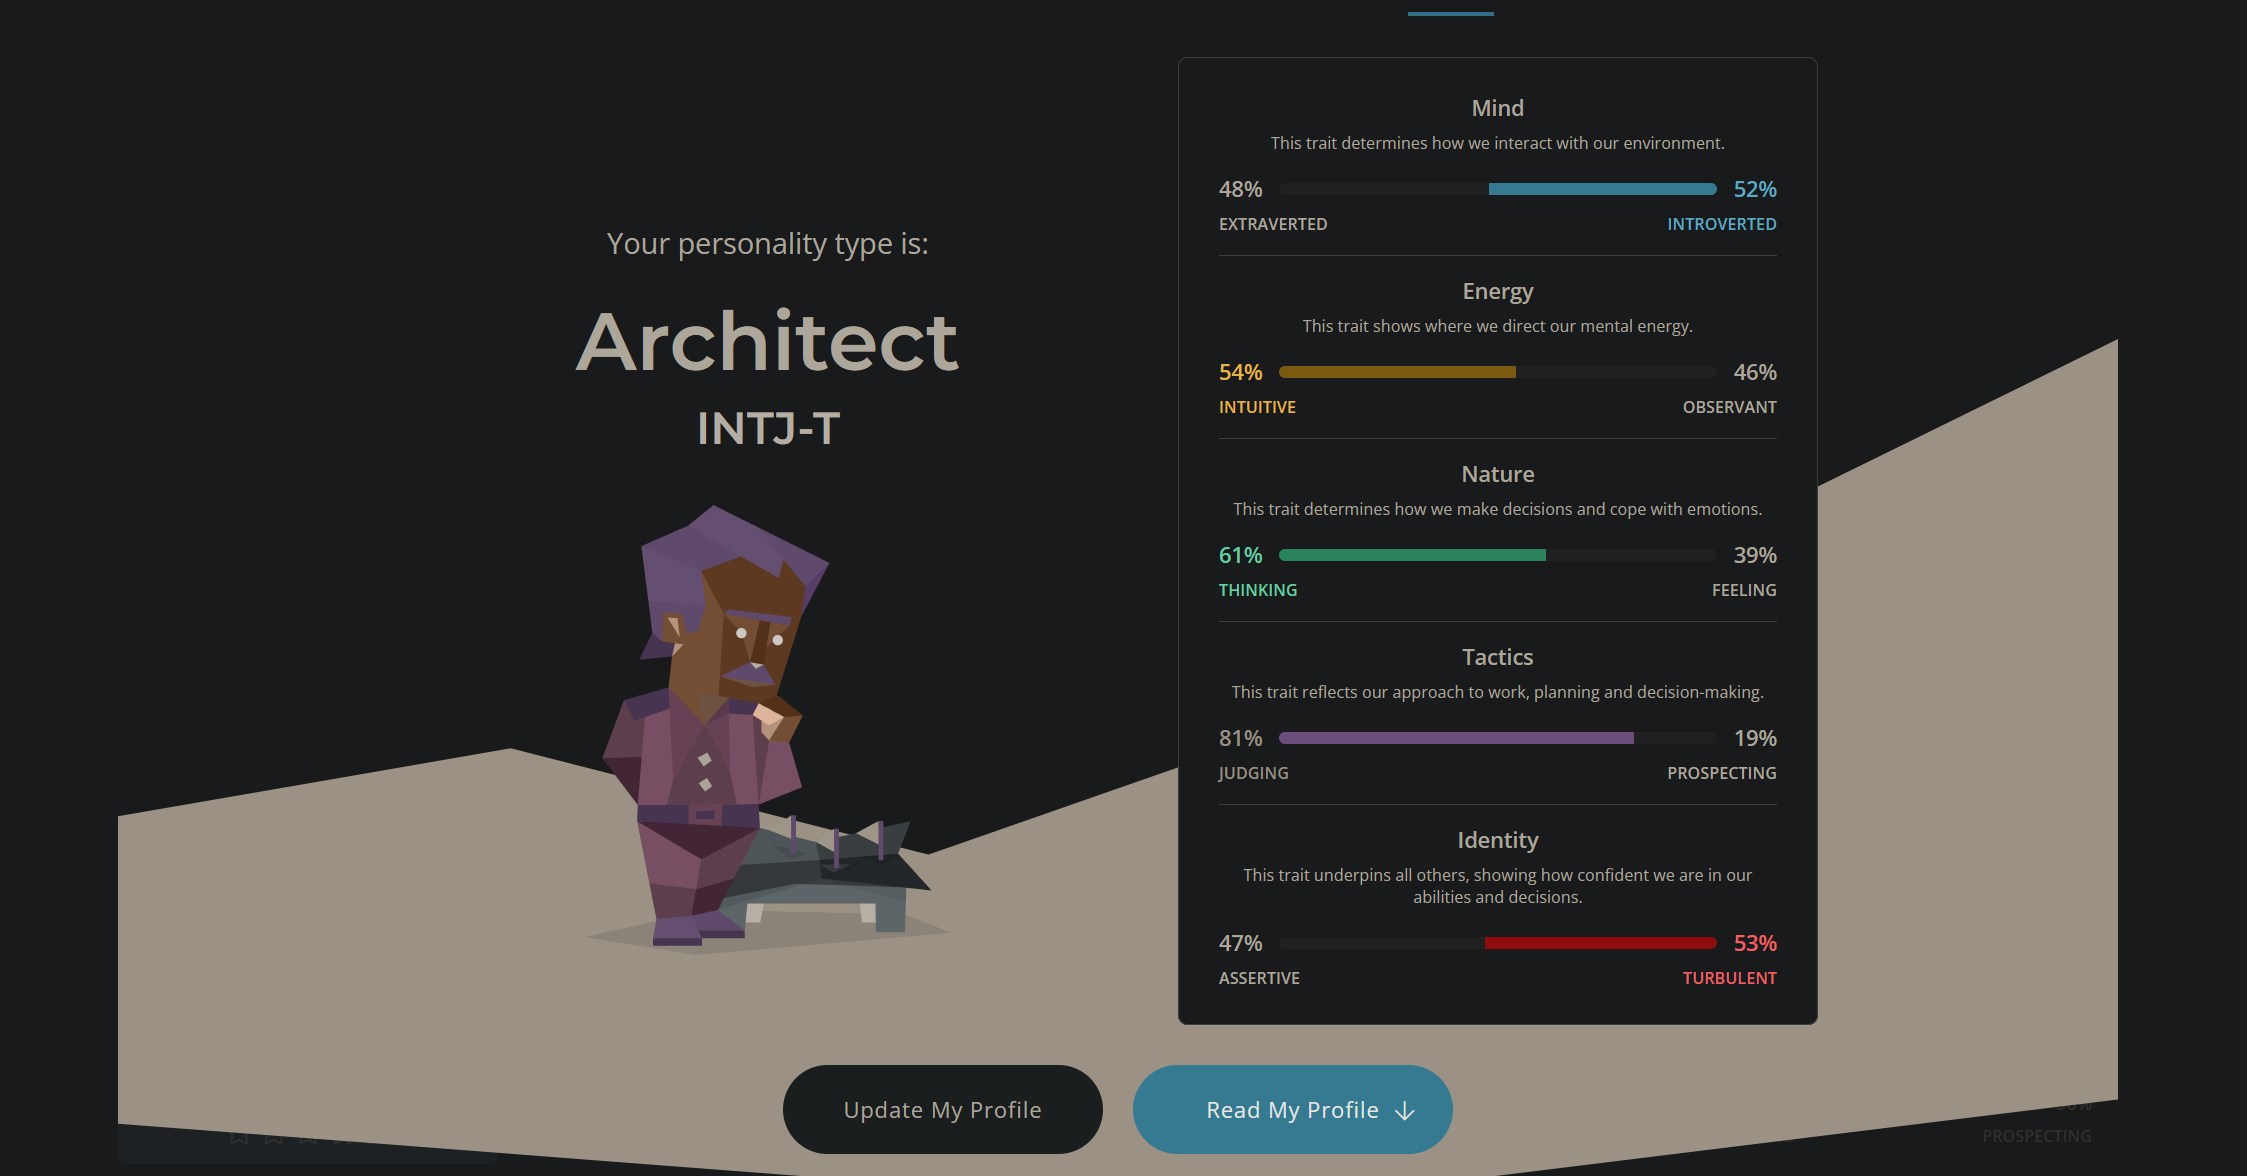 Your personality type is:
Architect
INTJ-T
Mind
This trait determines how we interact with our environment.
48% 52%
EXTRAVERTED INTROVERTED
Energy
This trait shows where we direct our mental energy.
54% 46%
INTUITIVE OBSERVANT
Nature
This trait determines how we make decisions and cope with emotions.
61% 39%
THINKING FEELING
Tactics
This trait reflects our approach to work, planning and decision-making.
81% 19%
JUDGING PROSPECTING
Identity
This trait underpins all others, showing how confident we are in our
abilities and decisions.
47% 53%
ASSERTIVE TURBULENT
Update My Profile
Read My Profile
PROSPECTING